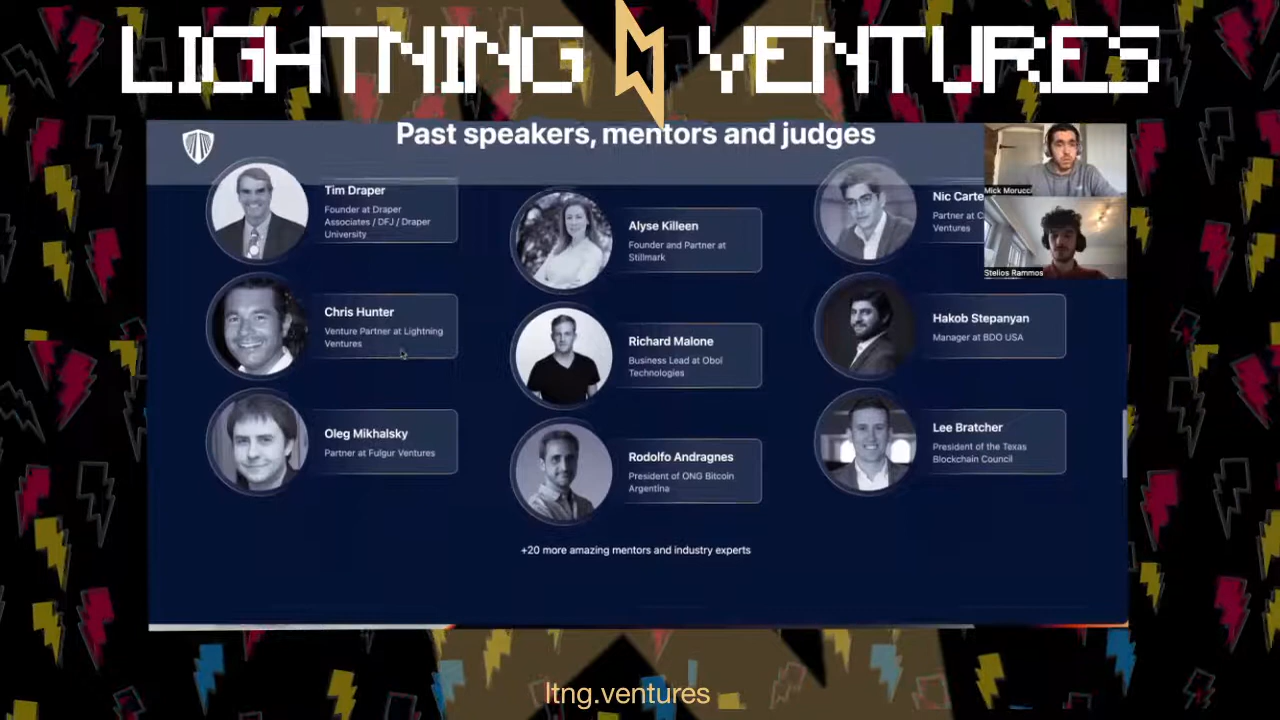 LIGHTNING VENTURES
Past speakers, mentors and judges
Tim Draper
Founder at Draper
Associates / DFJ / Draper
University
Alyse Killeen
Founder and Partner at
Stillmark
Nic Carte
Partner at C
Ventures
Mick Morucci
Stelios Rammos
Chris Hunter
Venture Partner at Lightning
Ventures
Richard Malone
Business Lead at Obol
Technologies
Hakob Stepanyan
Manager at BDO USA
Oleg Mikhalsky
Partner at Fulgur Ventures
Rodolfo Andragnes
President of ONG Bitcoin
Argentina
Lee Bratcher
President of the Texas
Blockchain Council
+20 more amazing mentors and industry experts
ltng.ventures